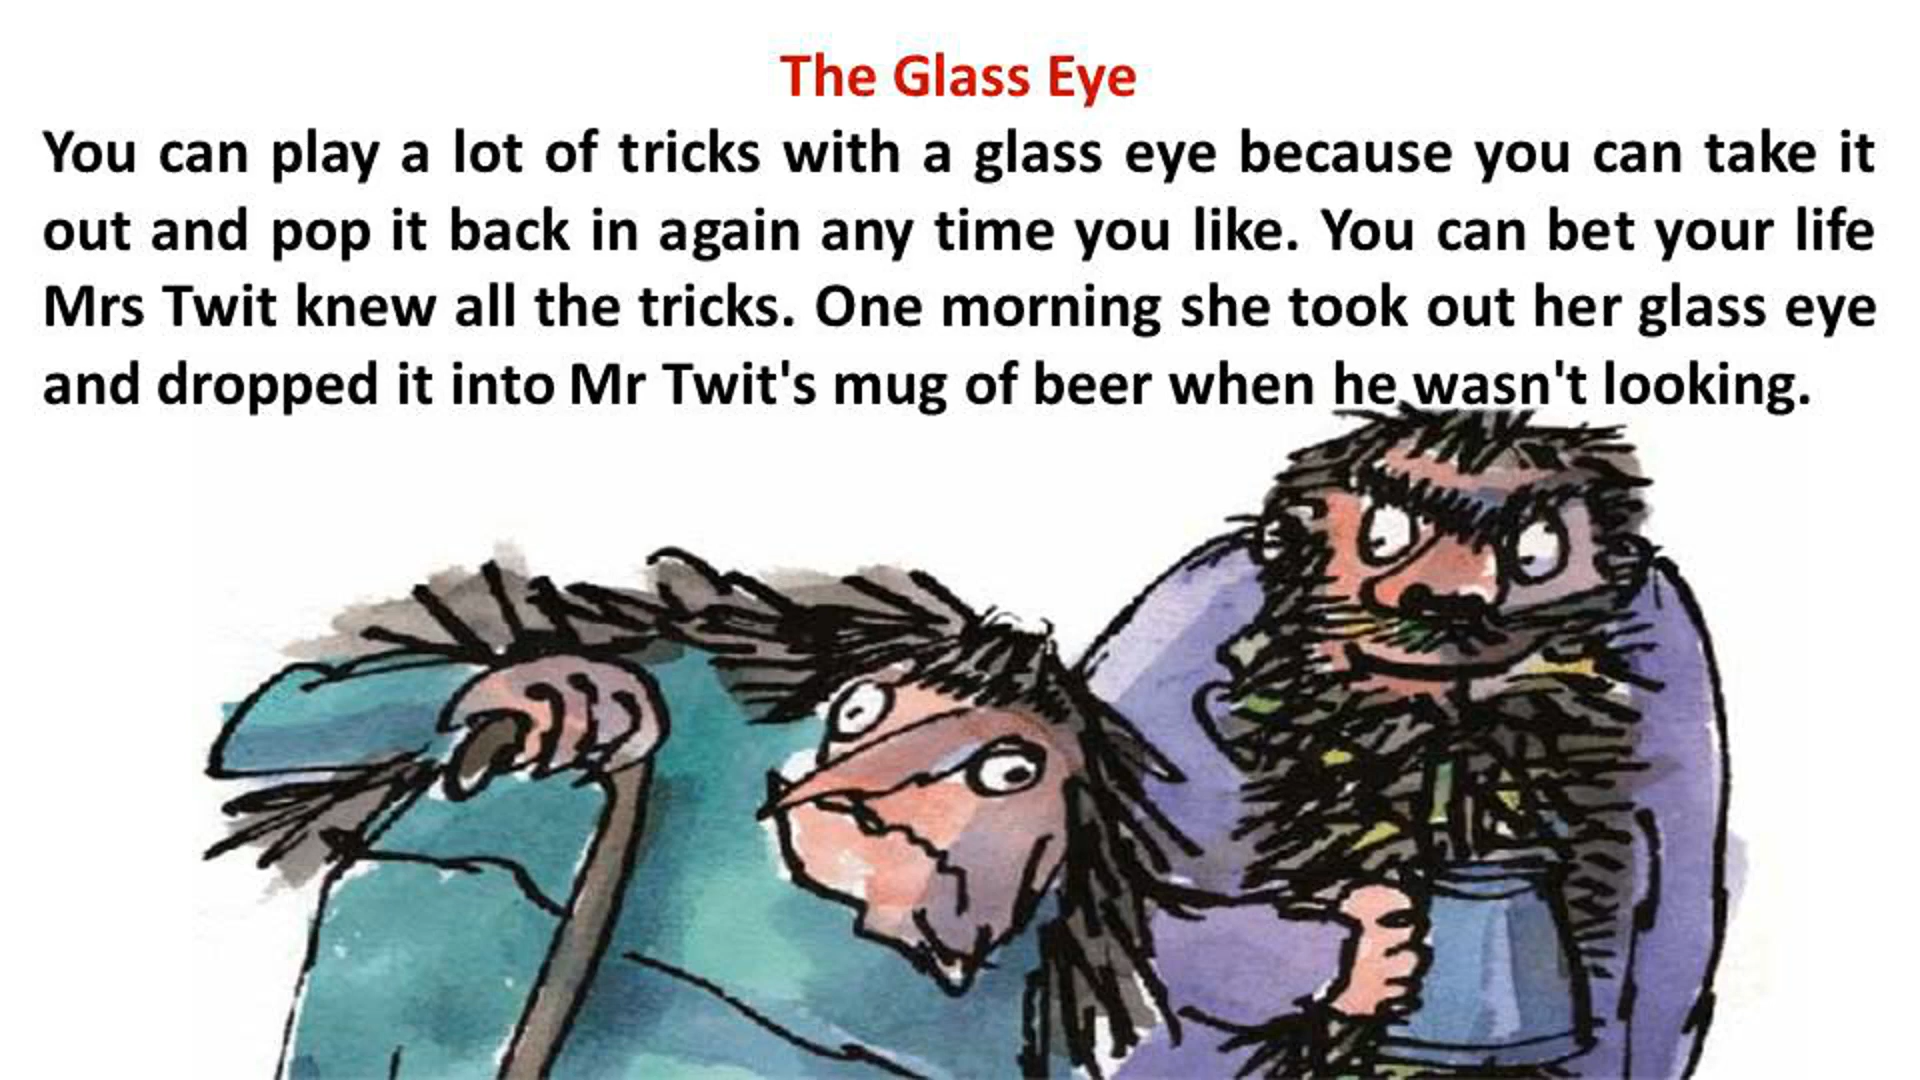 The Glass Eye
You can play a lot of tricks with a glass eye because you can take it
out and pop it back in again any time you like. You can bet your life
Mrs Twit knew all the tricks. One morning she took out her glass eye
and dropped it into Mr Twit's mug of beer when he wasn't looking.